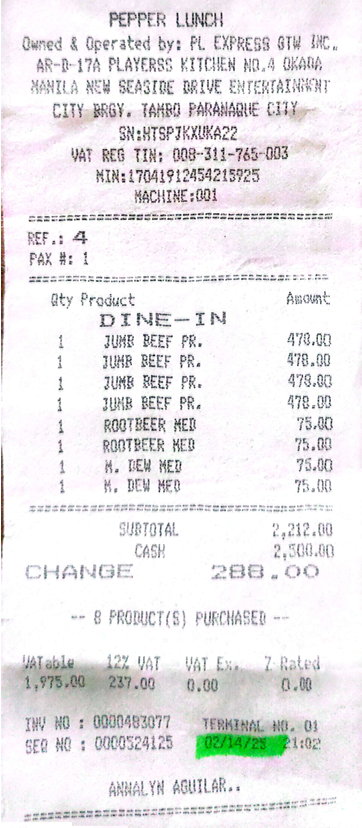 PEPPER LUNCH
Owned & Operated by: PL EXPRESS GTW INC.
AR-D-17A PLAYERSS KITCHEN NO.4 OKADA
MANILA NEW SEASIDE DRIVE ENTERTAINMNT
CITY BRGY. TAMBO PARANAQUE CITY
SN:HTSPJKXUKA22
VAT REG TIN: 008-311-765-003
MIN:17041912454215925
MACHINE:001
REF.: 4
PAX #: 1
Qty Product Amount
DINE-IN
1 JUMB BEEF PR. 478.00
1 JUMB BEEF PR. 478.00
1 JUMB BEEF PR. 478.00
1 JUMB BEEF PR. 478.00
1 ROOTBEER MED 75.00
1 ROOTBEER MED 75.00
1 M. DEW MED 75.00
1 M. DEW MED 75.00
SUBTOTAL 2,212.00
CASH 2,500.00
CHANGE 288.00
-- 8 PRODUCT(S) PURCHASED --
VATable 12% VAT VAT Ex. Z Rated
1,975.00 237.00 0.00 0.00
INV NO : 0000483077 TERMINAL NO. 01
SEQ NO : 0000524125 02/14/25 21:02
ANNALYN AGUILAR..